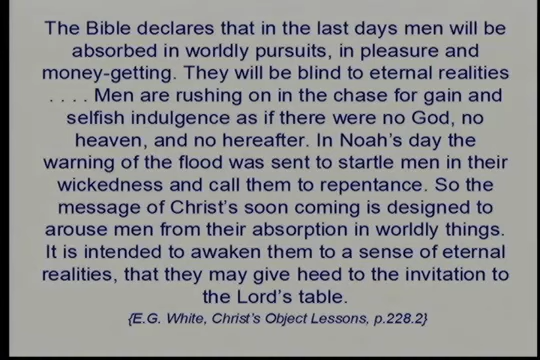 The Bible declares that in the last days men will be
absorbed in worldly pursuits, in pleasure and
money-getting. They will be blind to eternal realities
. . . . Men are rushing on in the chase for gain and
selfish indulgence as if there were no God, no
heaven, and no hereafter. In Noah's day the
warning of the flood was sent to startle men in their
wickedness and call them to repentance. So the
message of Christ's soon coming is designed to
arouse men from their absorption in worldly things.
It is intended to awaken them to a sense of eternal
realities, that they may give heed to the invitation to
the Lord's table.
{E.G. White, Christ's Object Lessons, p.228.2}